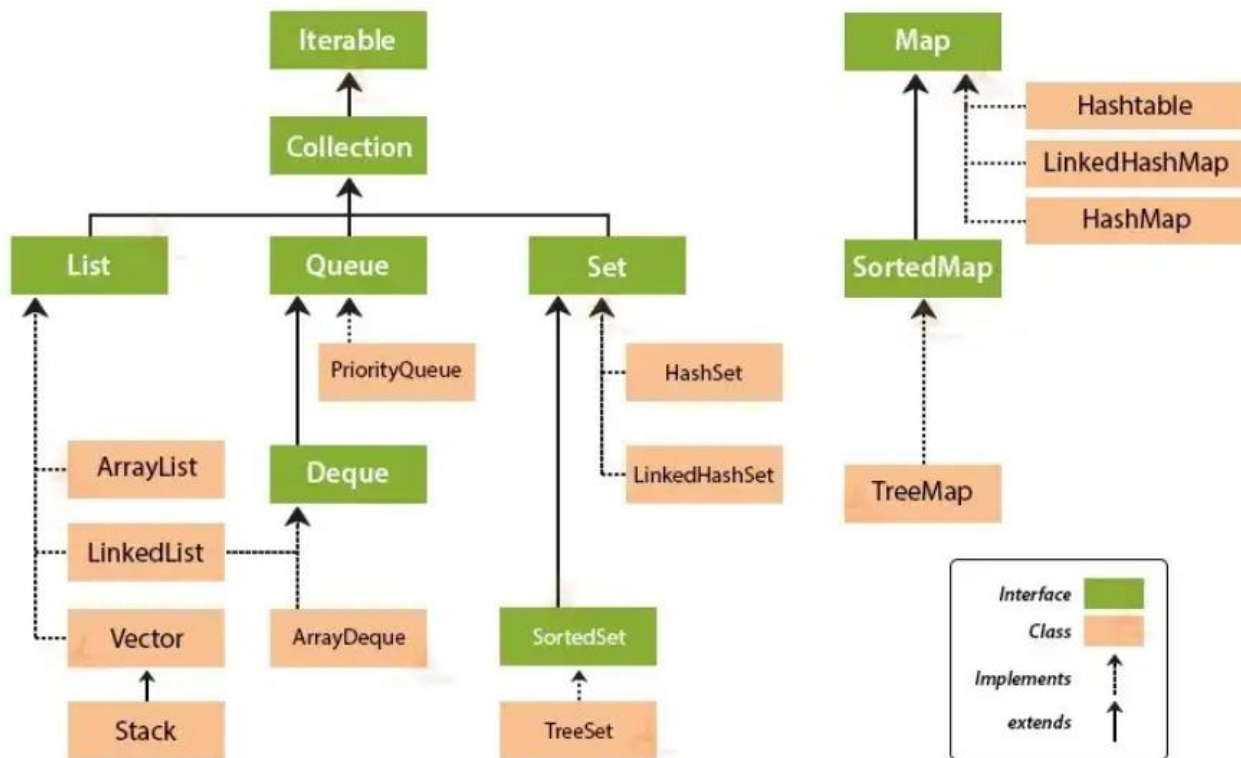 Iterable
Map
Hashtable
Collection
LinkedHashMap
HashMap
List
Queue
Set
SortedMap
PriorityQueue
HashSet
ArrayList
Deque
LinkedHashSet
TreeMap
LinkedList
Interface
Class
Vector
ArrayDeque
SortedSet
Implements
Stack
TreeSet
extends